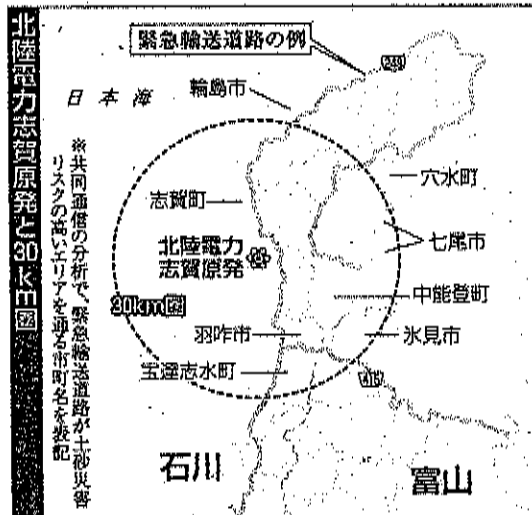 北陸電力志賀原発と30km圏
※共同通信の分析で、緊急輸送道路が土砂災害
リスクの高いエリアを通る市町名を表記
緊急輸送道路の例
249
日本海
輪島市
穴水町
志賀町
七尾市
北陸電力
志賀原発
中能登町
30km圏
羽咋市
氷見市
宝達志水町
415
石川
富山